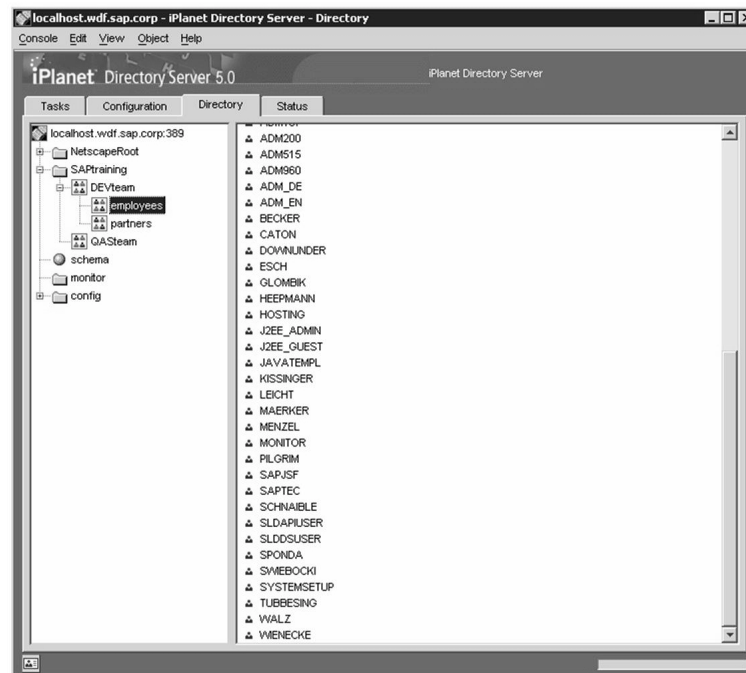 localhost.wdf.sap.corp - iPlanet Directory Server - Directory
Console Edit View Object Help
iPlanet Directory Server 5.0
iPlanet Directory Server
Tasks Configuration Directory Status
localhost.wdf.sap.corp:389
NetscapeRoot
SAPtraining
DEVteam
employees
partners
QASteam
schema
monitor
config
ADM200
ADM515
ADM960
ADM_DE
ADM_EN
BECKER
CATON
DOWNUNDER
ESCH
GLOMBIK
HEEPMANN
HOSTING
J2EE_ADMIN
J2EE_GUEST
JAVATEMPL
KISSINGER
LEICHT
MAERKER
MENZEL
MONITOR
PILGRIM
SAPJSF
SAPTEC
SCHNAIBLE
SLDAPIUSER
SLDDSUSER
SPONDA
SWIEBOCKI
SYSTEMSETUP
TUBBESING
WALZ
WIENECKE